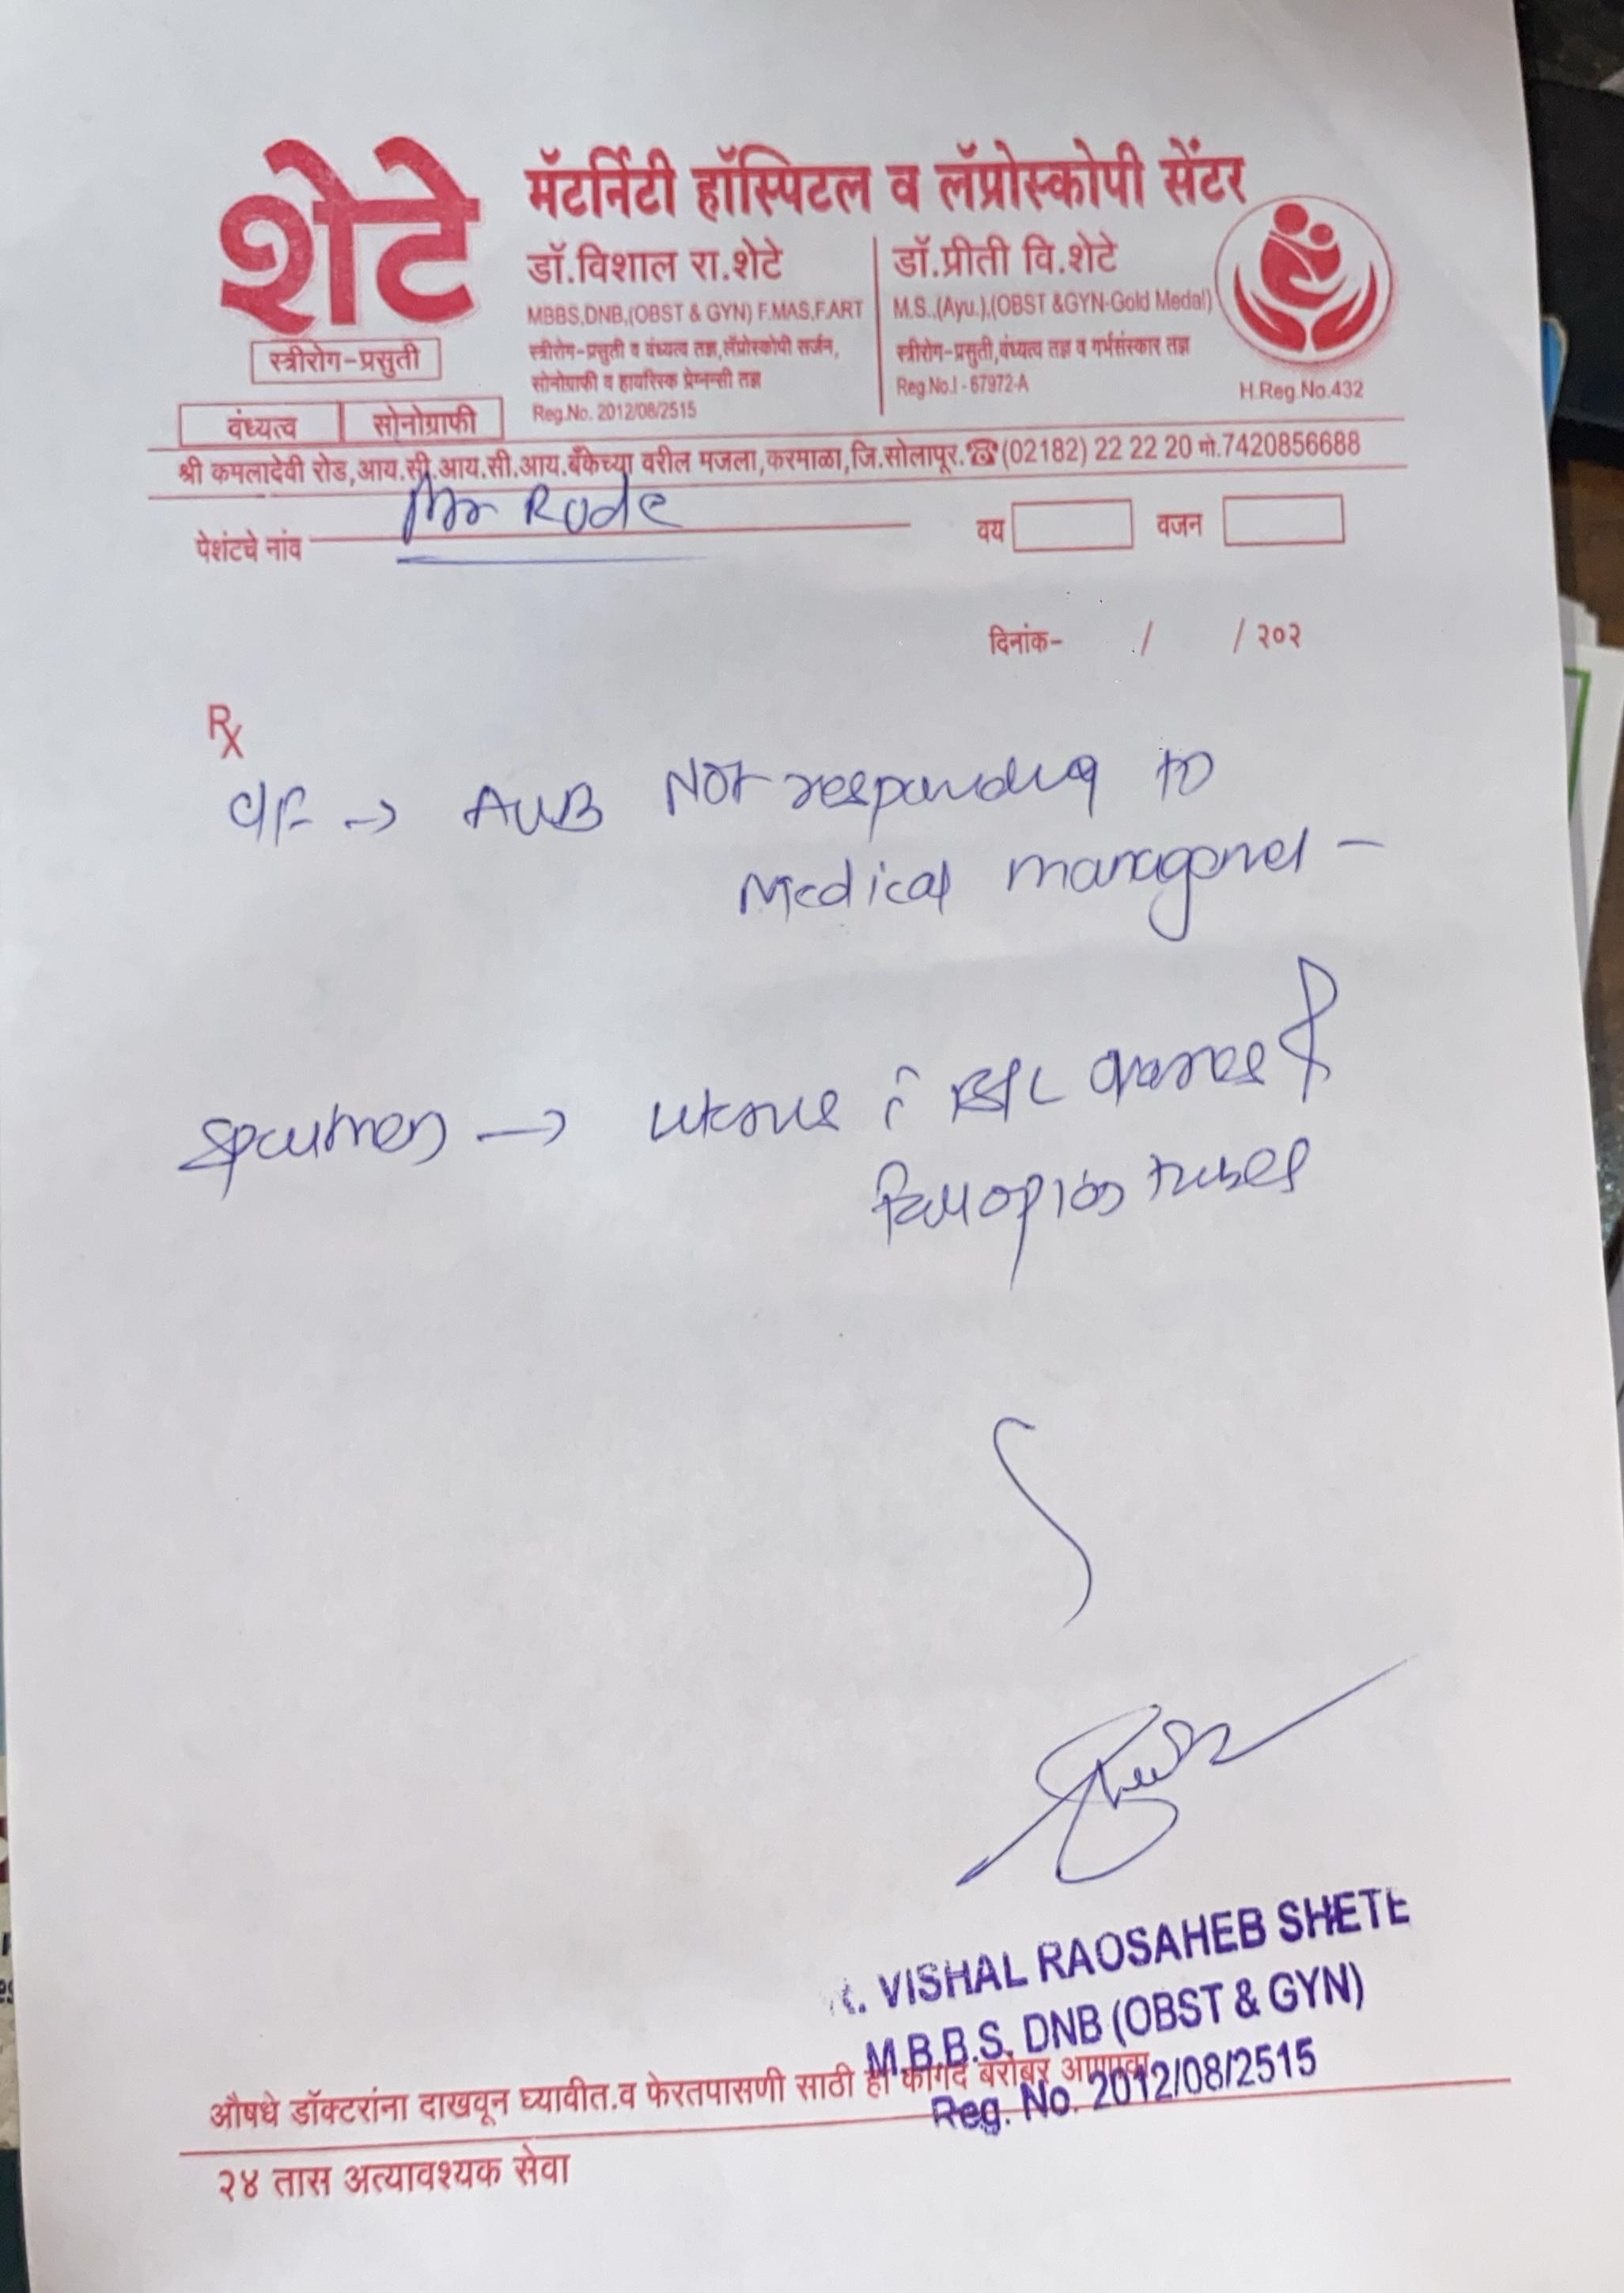 शेटे
मॅटर्निटी हॉस्पिटल व लॅप्रोस्कोपी सेंटर
डॉ.विशाल रा.शेटे
MBBS,DNB,(OBST & GYN) F.MAS,F.ART
स्त्रीरोग-प्रसुती व वंध्यत्व तज्ञ,लॅप्रोस्कोपी सर्जन,
सोनोग्राफी व हायरिस्क प्रेग्नन्सी तज्ञ
Reg.No. 2012/08/2515
डॉ.प्रीती वि.शेटे
M.S..(Ayu.),(OBST &GYN-Gold Medal)
स्त्रीरोग-प्रसुती,वंध्यत्व तज्ञ व गर्भसंस्कार तज्ञ
Reg.No.I - 67972-A
H.Reg.No.432
स्त्रीरोग-प्रसुती
वंध्यत्व सोनोग्राफी
श्री कमलादेवी रोड,आय.सी.आय.सी.आय.बँकेच्या वरील मजला,करमाळा,जि.सोलापूर.☎(02182) 22 22 20 मो.7420856688
पेशंटचे नांव Rode वय वजन
दिनांक- / / २०२
Rx
→ AUB Not responding to
Medical
specimen → uterus c̄ ovaries &
fallopian tubes
VISHAL RAOSAHEB SHETE
M.B.B.S. DNB (OBST & GYN)
Reg. No. 2012/08/2515
औषधे डॉक्टरांना दाखवून घ्यावीत.व फेरतपासणी साठी हा कागद बरोबर
२४ तास अत्यावश्यक सेवा